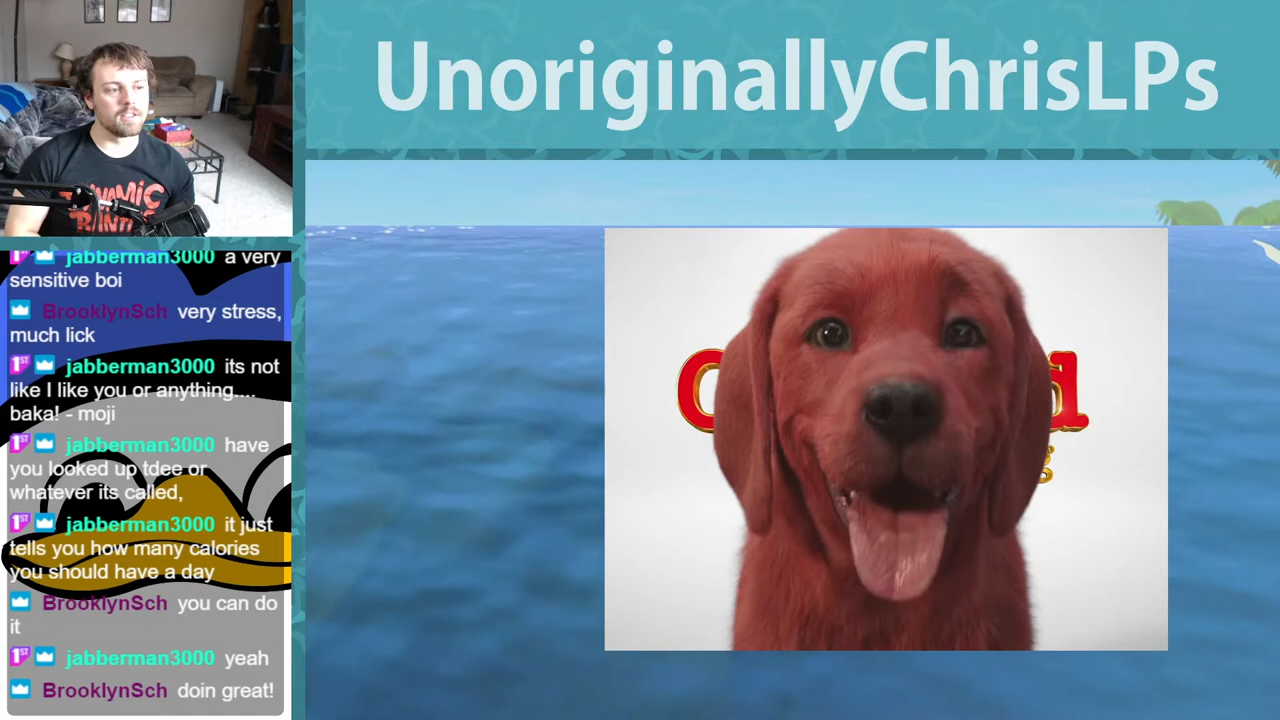 UnoriginallyChrisLPs
jabberman3000 a very
sensitive boi
BrooklynSch very stress,
much lick
jabberman3000 its not
like I like you or anything....
baka! - moji
jabberman3000 have
you looked up tdee or
whatever its called,
jabberman3000 it just
tells you how many calories
you should have a day
BrooklynSch you can do
it
jabberman3000 yeah
BrooklynSch doin great!